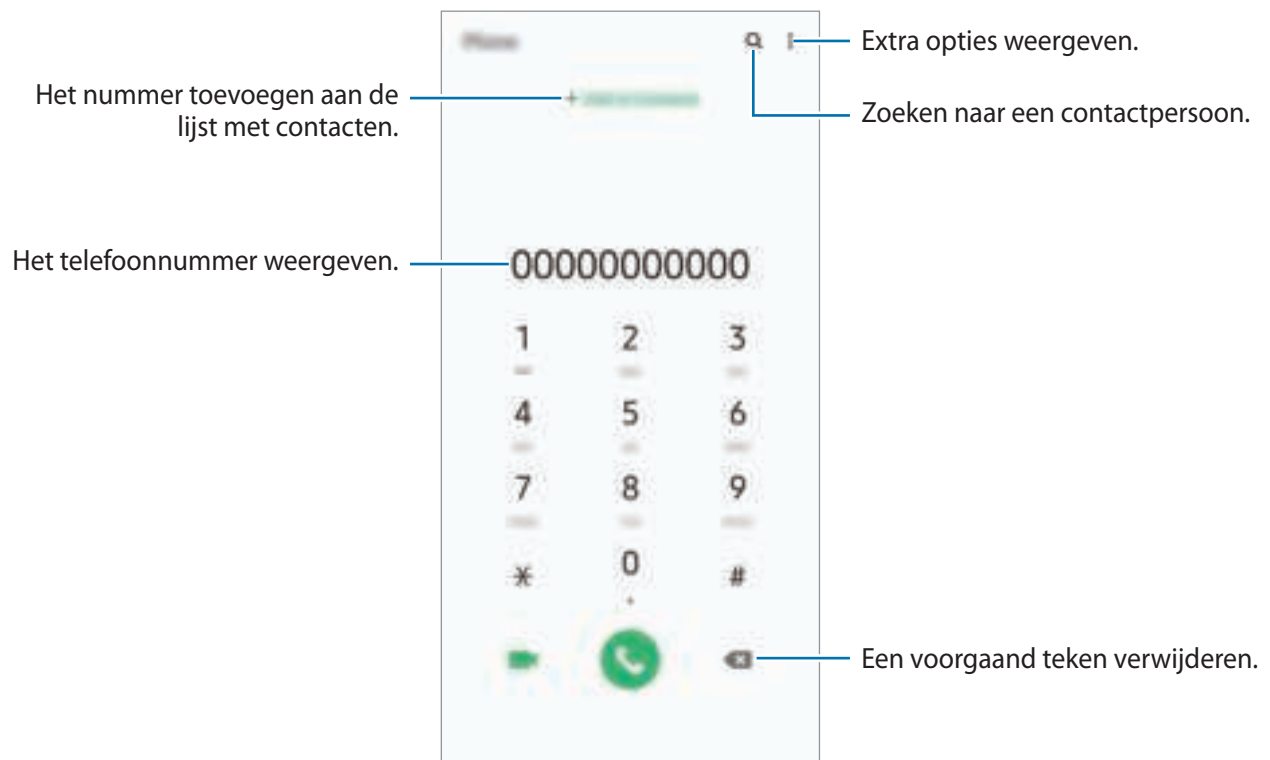 Extra opties weergeven.
Het nummer toevoegen aan de
lijst met contacten.
Zoeken naar een contactpersoon.
Het telefoonnummer weergeven.
00000000000
1 2 3
4 5 6
7 8 9
* 0 #
+
Een voorgaand teken verwijderen.